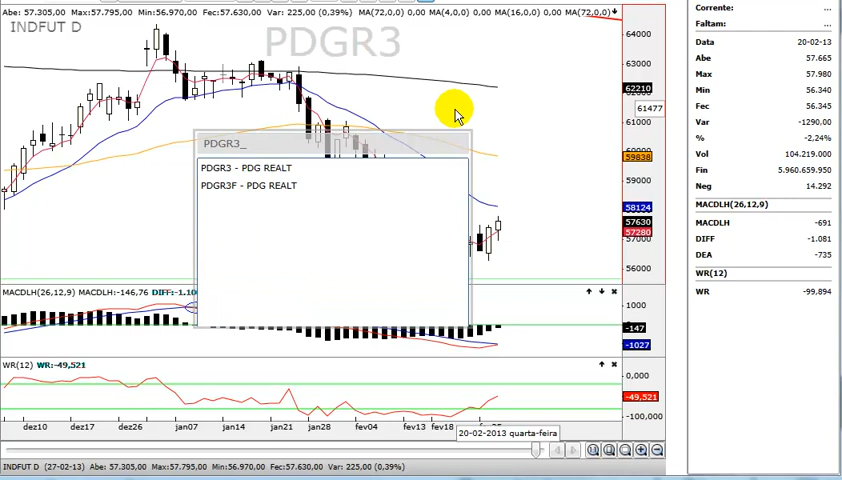 Abe: 57.305,00 Max:57.795,00 Min:56.970,00 Fec:57.630,00 Var: 225,00 (0,39%) MA(72,0,0) 0,00 MA(4,0,0) 0,00 MA(16,0,0) 0,00 MA(72,0,0)
INDFUT D
PDGR3
64000
63000
62210
62000
61477
60000
59838
59000
58124
57630
57280
57000
56000
PDGR3_
PDGR3 - PDG REALT
PDGR3F - PDG REALT
MACDLH(26,12,9) MACDLH:-146,76 DIFF:-1.10
1000
-147
-1027
WR(12) WR:-49,521
0,000
-49,521
-100,000
dez10 dez17 dez26 jan07 jan14 jan21 jan28 fev04 fev13 fev18
20-02-2013 quarta-feira
INDFUT D (27-02-13) Abe: 57.305,00 Max: 57.795,00 Min: 56.970,00 Fec: 57.630,00 Var: 225,00 (0,39%)
Corrente: ...
Faltam: ...
Data 20-02-13
Abe 57.665
Max 57.980
Min 56.345
Fec 56.345
Var -1290,00
% -2,24%
Vol 104.219.000
Fin 5.960.659.950
Neg 14.292
MACDLH(26,12,9)
MACDLH -691
DIFF -1.081
DEA -735
WR(12)
WR -99,894